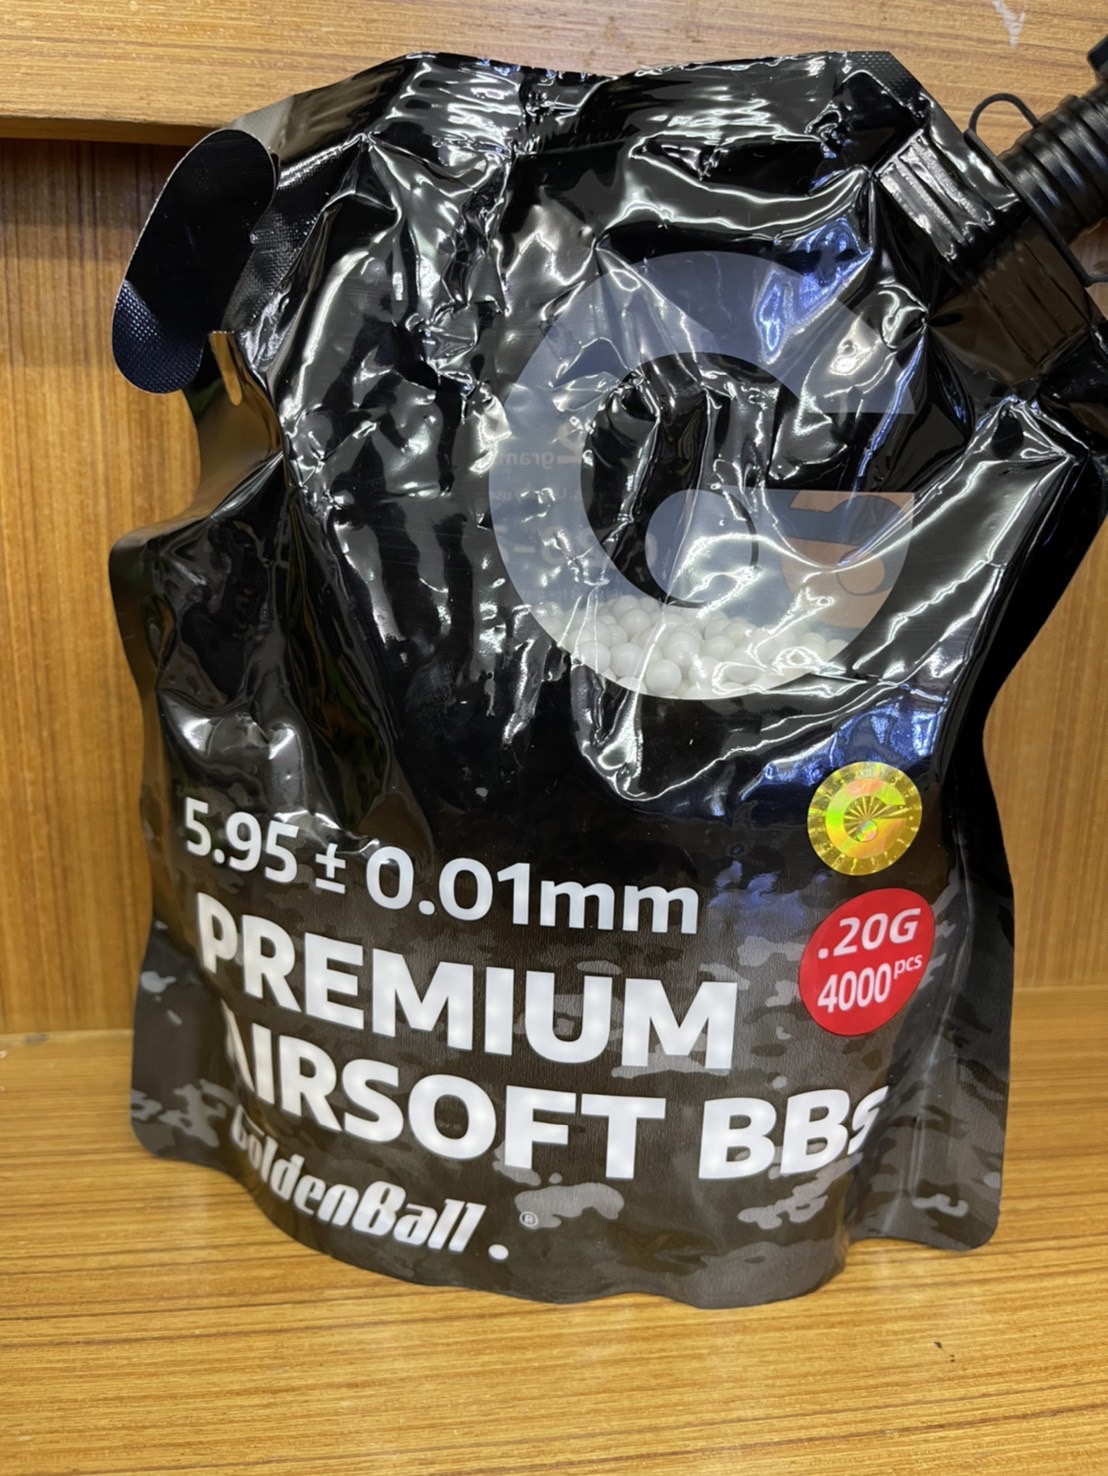 5.95 ± 0.01mm
PREMIUM
AIRSOFT BBs
GoldenBall.®
.20G
4000pcs